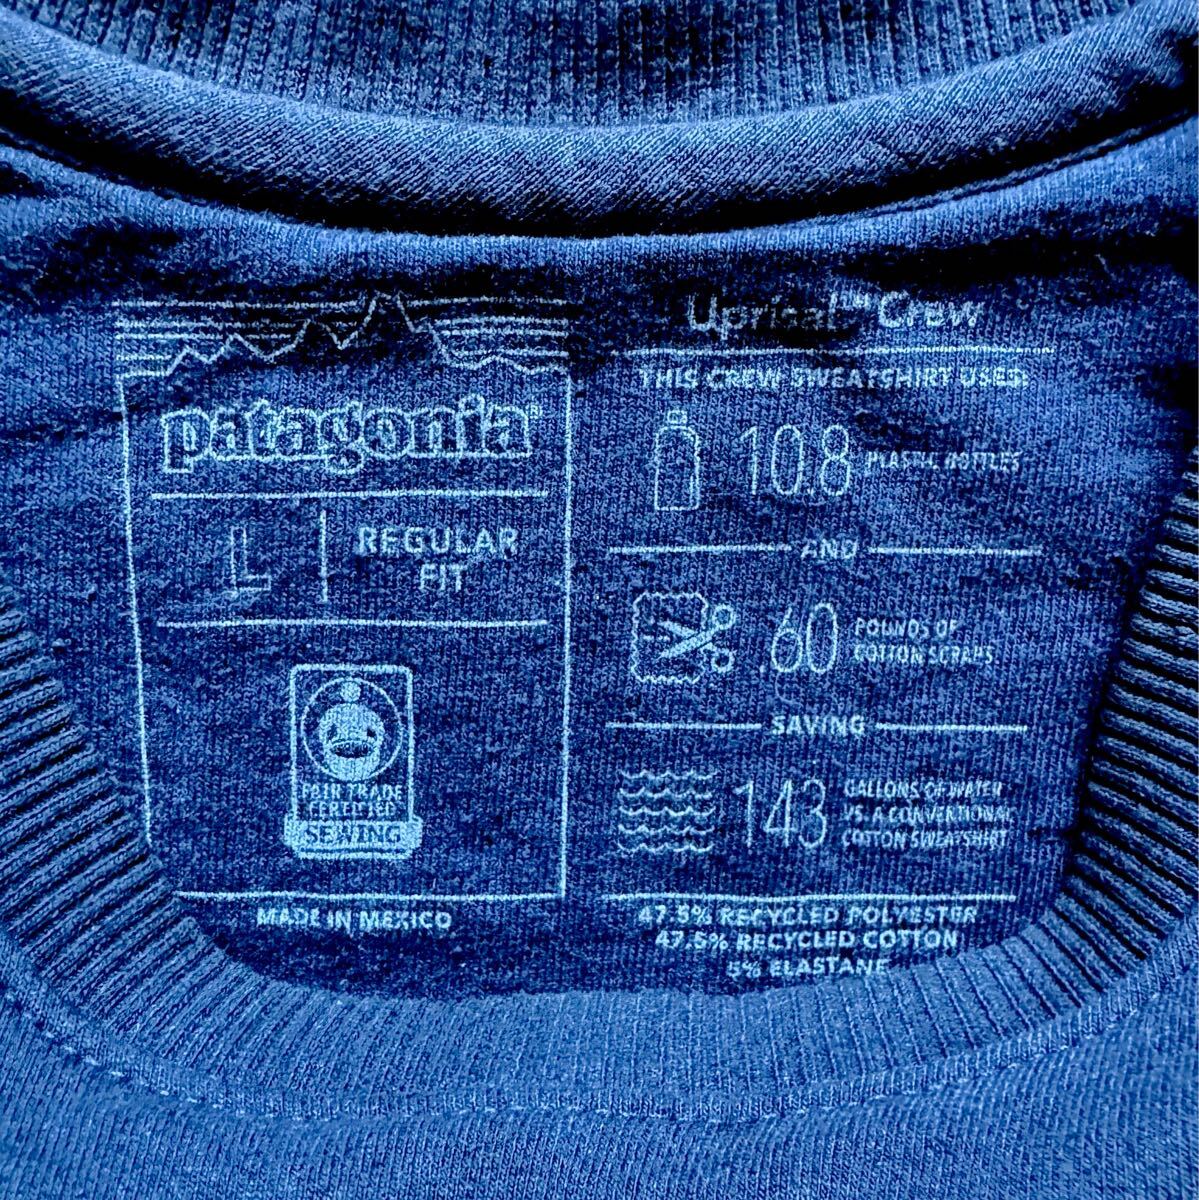 patagonia®
L
REGULAR
FIT
FAIR TRADE
CERTIFIED
SEWING
MADE IN MEXICO
Uprisal™ Crew
THIS CREW SWEATSHIRT USED:
10.8 PLASTIC BOTTLES
AND
.60 POUNDS OF
COTTON SCRAPS
SAVING
143 GALLONS OF WATER
VS. A CONVENTIONAL
COTTON SWEATSHIRT
47.5% RECYCLED POLYESTER
47.5% RECYCLED COTTON
5% ELASTANE